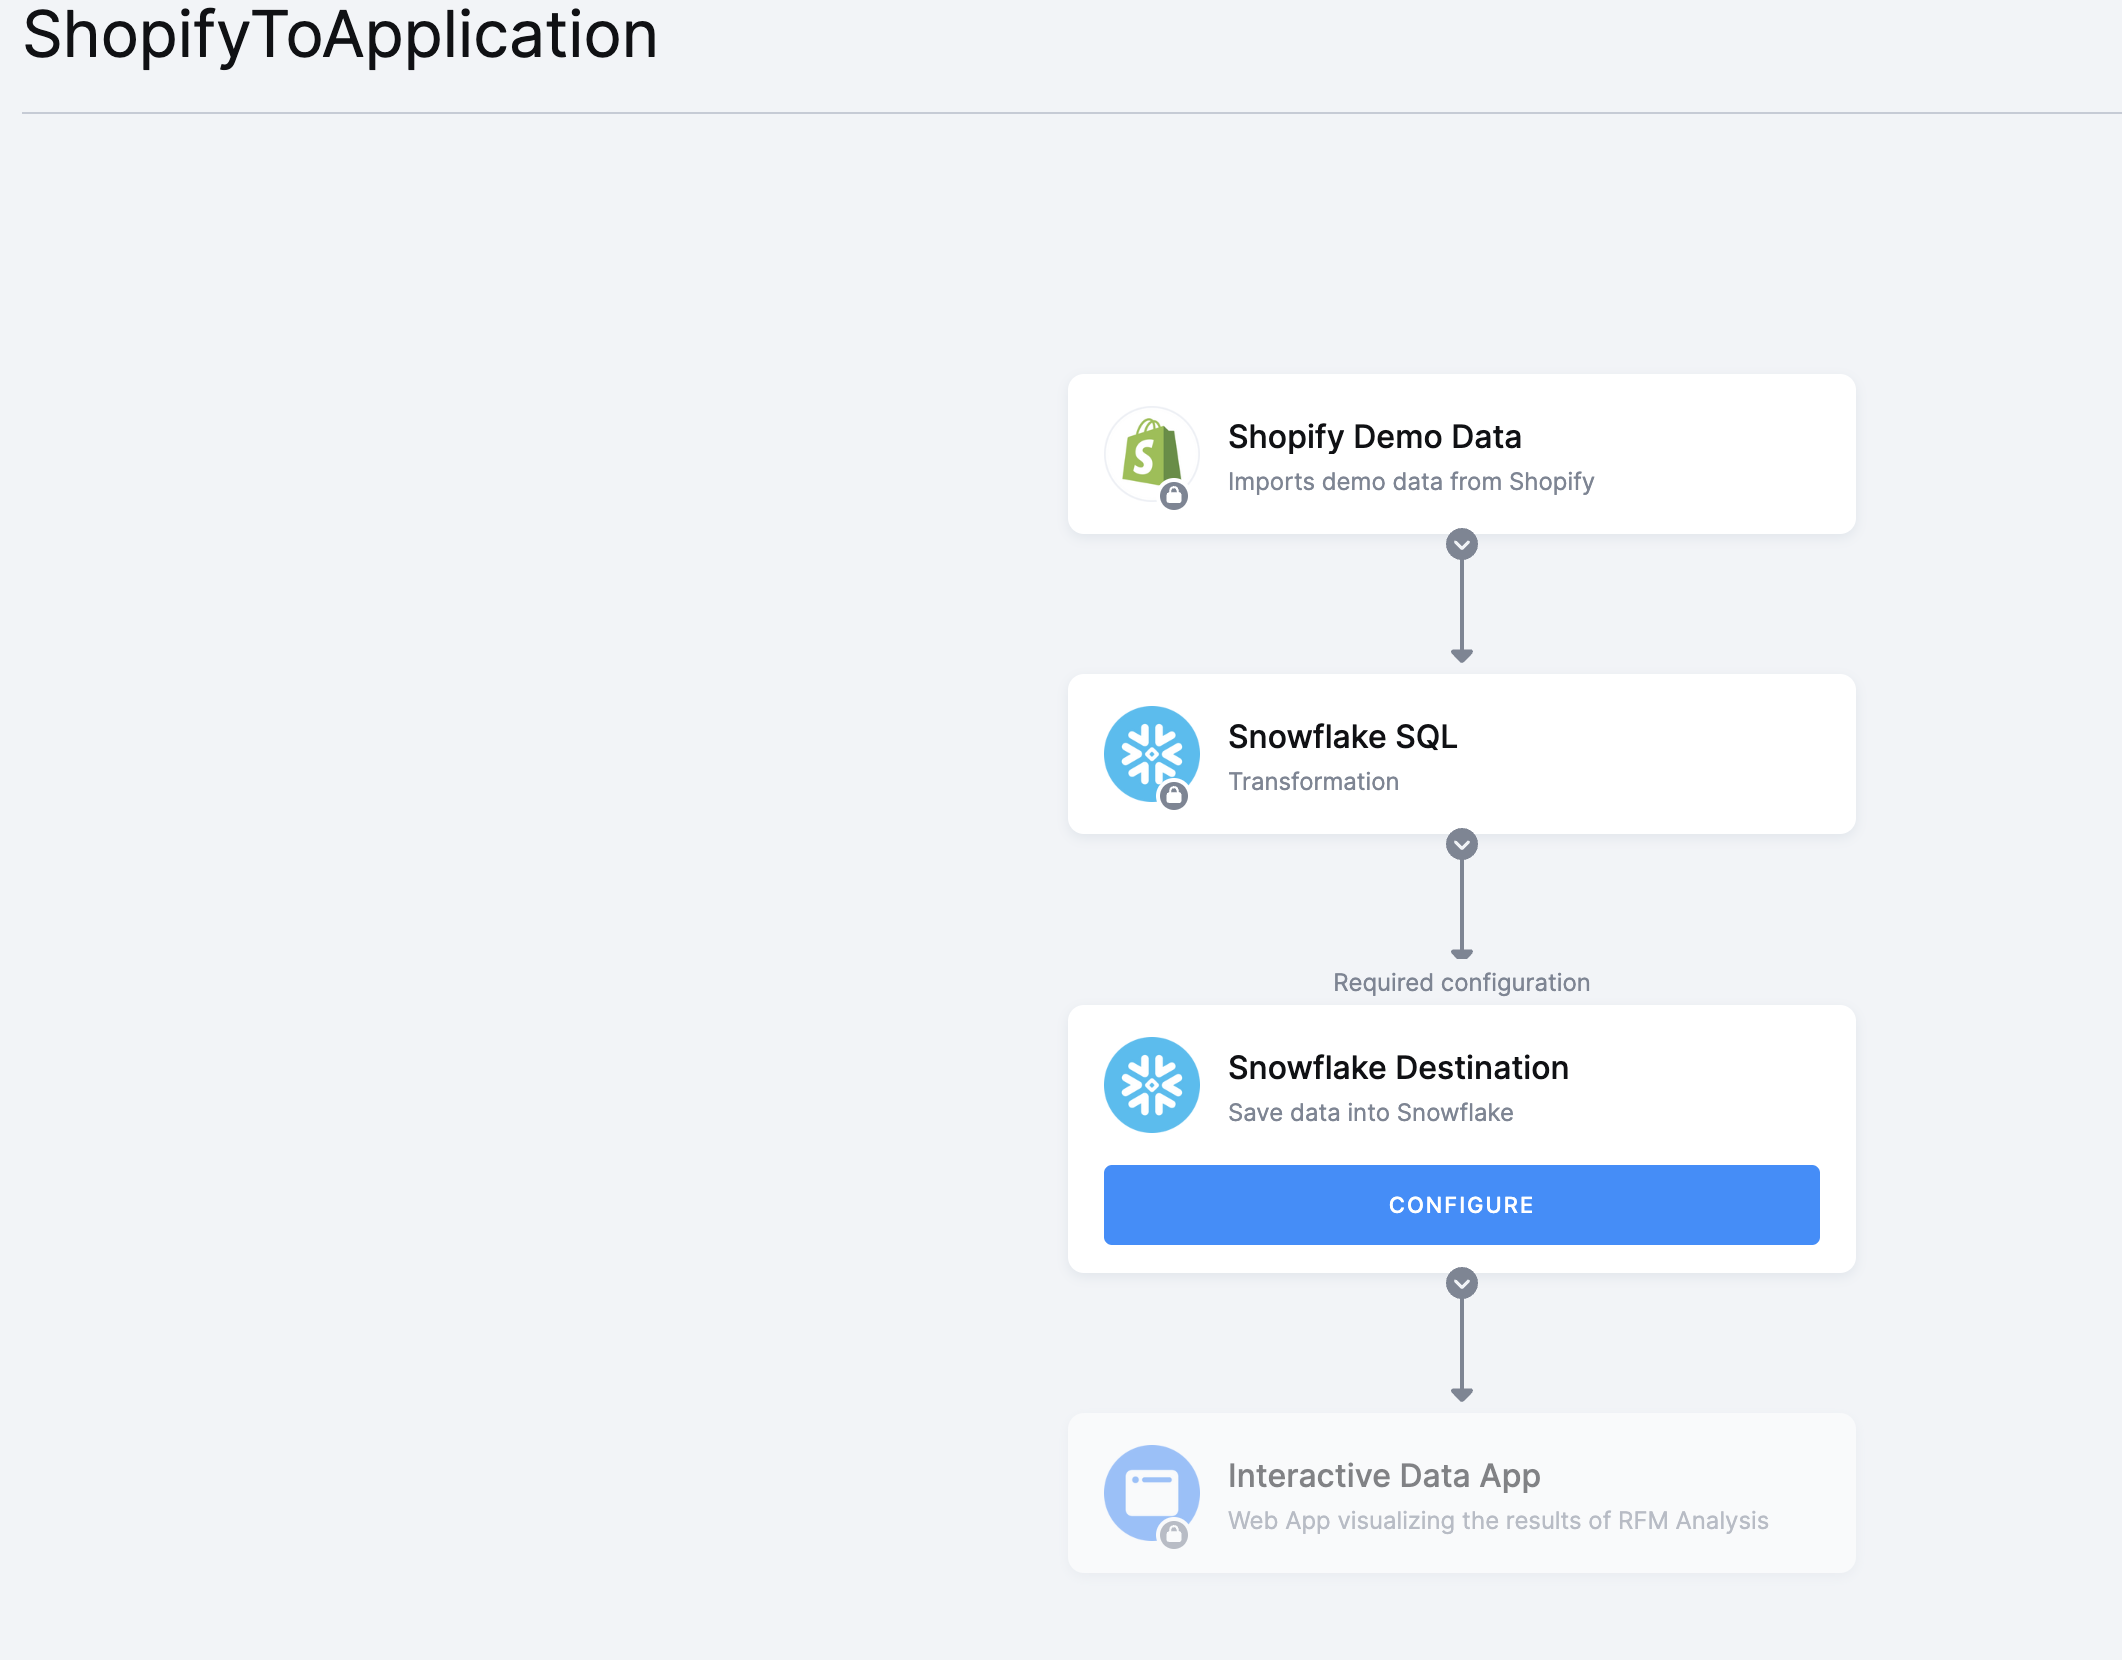 ShopifyToApplication
Shopify Demo Data
Imports demo data from Shopify
Snowflake SQL
Transformation
Required configuration
Snowflake Destination
Save data into Snowflake
CONFIGURE
Interactive Data App
Web App visualizing the results of RFM Analysis